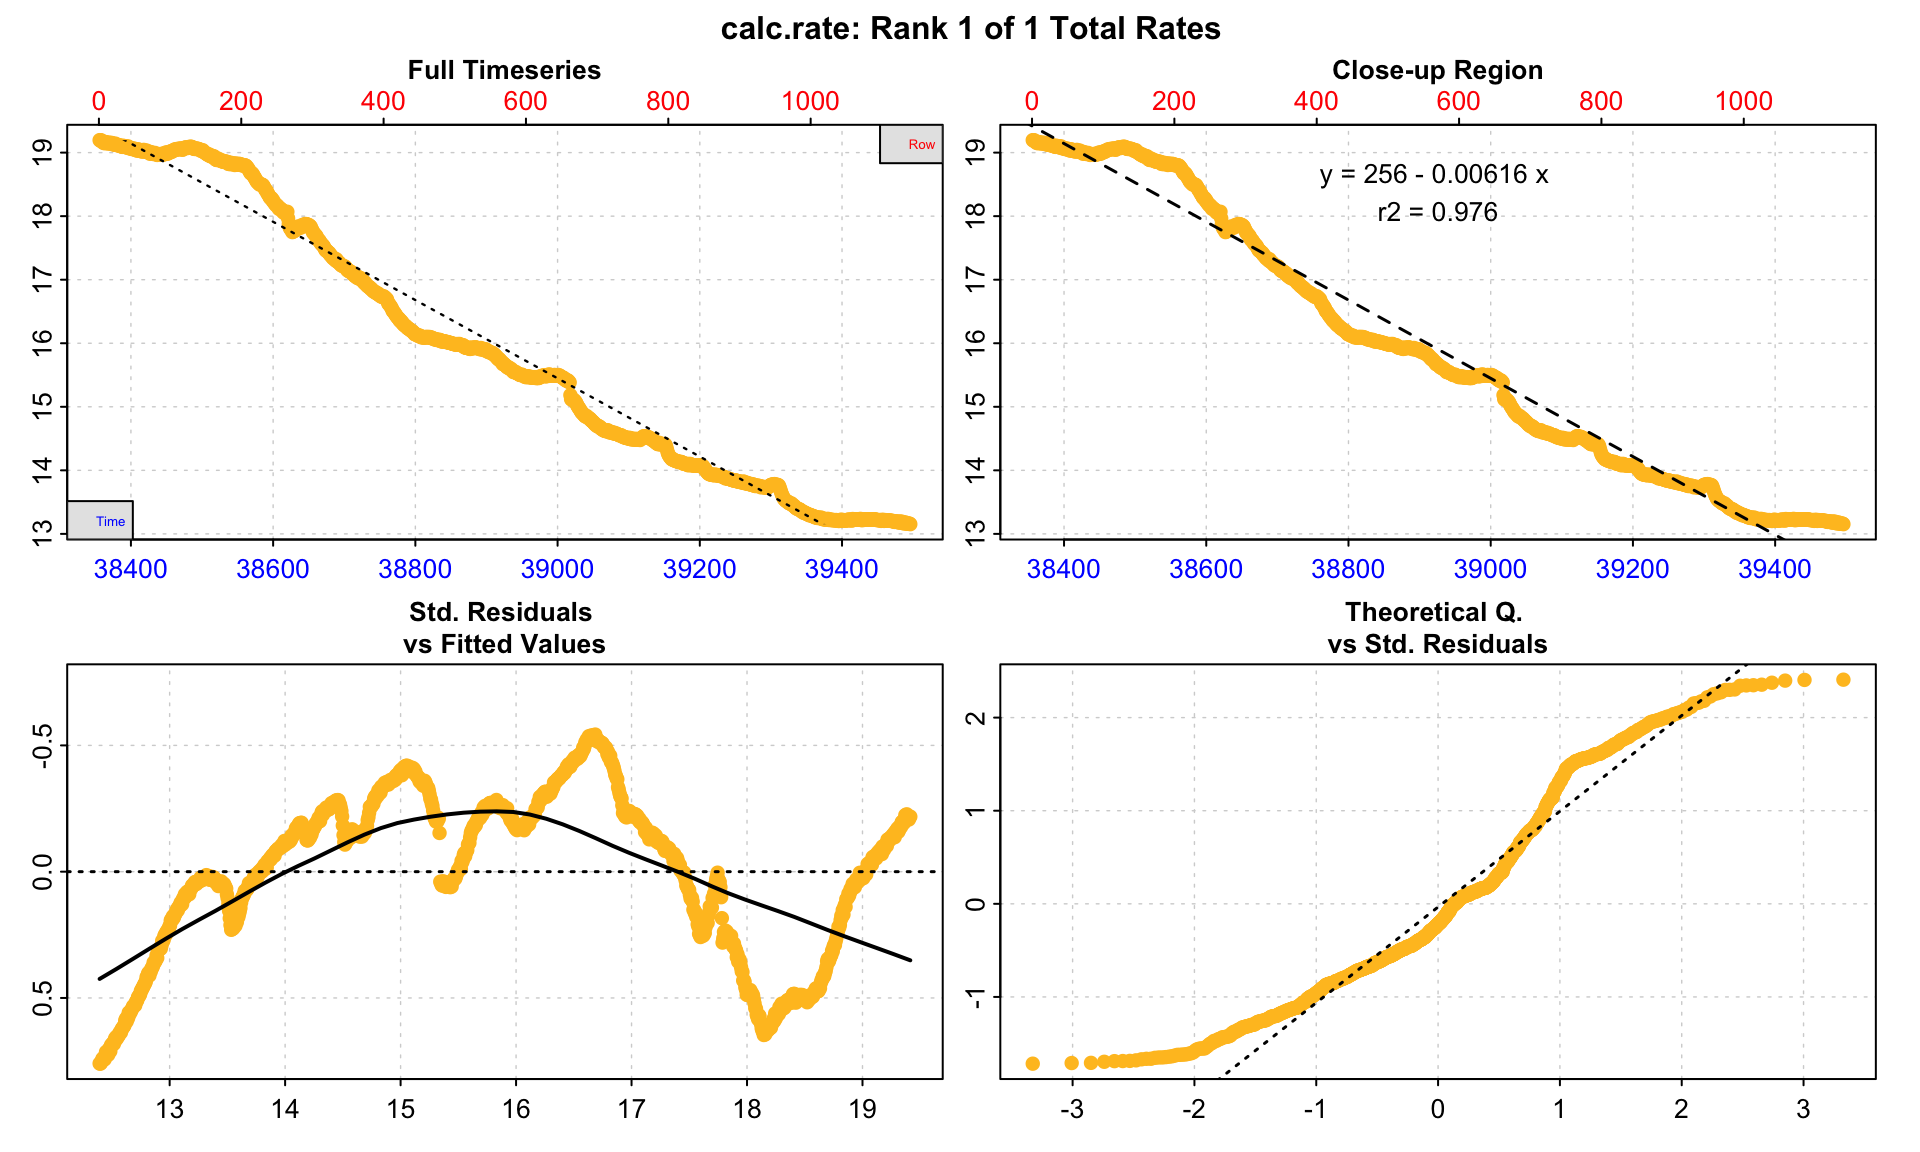 calc.rate: Rank 1 of 1 Total Rates
Full Timeseries
0 200 400 600 800 1000
Row
19
18
17
16
15
14
13
Time
38400 38600 38800 39000 39200 39400
Close-up Region
0 200 400 600 800 1000
y = 256 - 0.00616 x
r2 = 0.976
19
18
17
16
15
14
13
38400 38600 38800 39000 39200 39400
Std. Residuals
vs Fitted Values
-0.5
0.0
0.5
13 14 15 16 17 18 19
Theoretical Q.
vs Std. Residuals
2
1
0
-1
-3 -2 -1 0 1 2 3